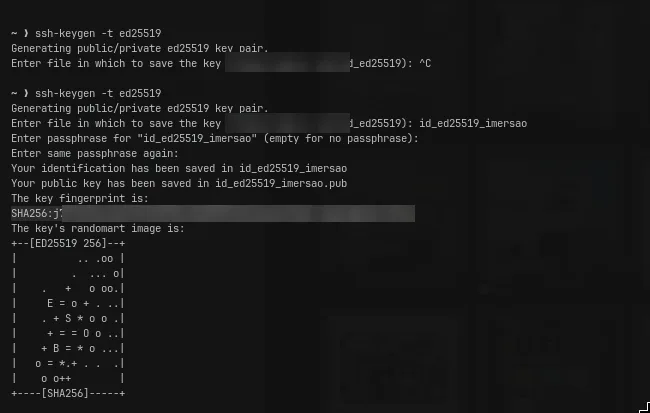 ~ ❯ ssh-keygen -t ed25519
Generating public/private ed25519 key pair.
Enter file in which to save the key d_ed25519): ^C
~ ❯ ssh-keygen -t ed25519
Generating public/private ed25519 key pair.
Enter file in which to save the key d_ed25519): id_ed25519_imersao
Enter passphrase for "id_ed25519_imersao" (empty for no passphrase):
Enter same passphrase again:
Your identification has been saved in id_ed25519_imersao
Your public key has been saved in id_ed25519_imersao.pub
The key fingerprint is:
SHA256:j
The key's randomart image is:
+--[ED25519 256]--+
|          .. .oo |
|         .  ... o|
|    .   +   o oo.|
|     E = o + . ..|
|    . + S * o o .|
|     + = = O o ..|
|    + B = * o ...|
|   o = *.+ . .  .|
|    o o++        |
+----[SHA256]-----+